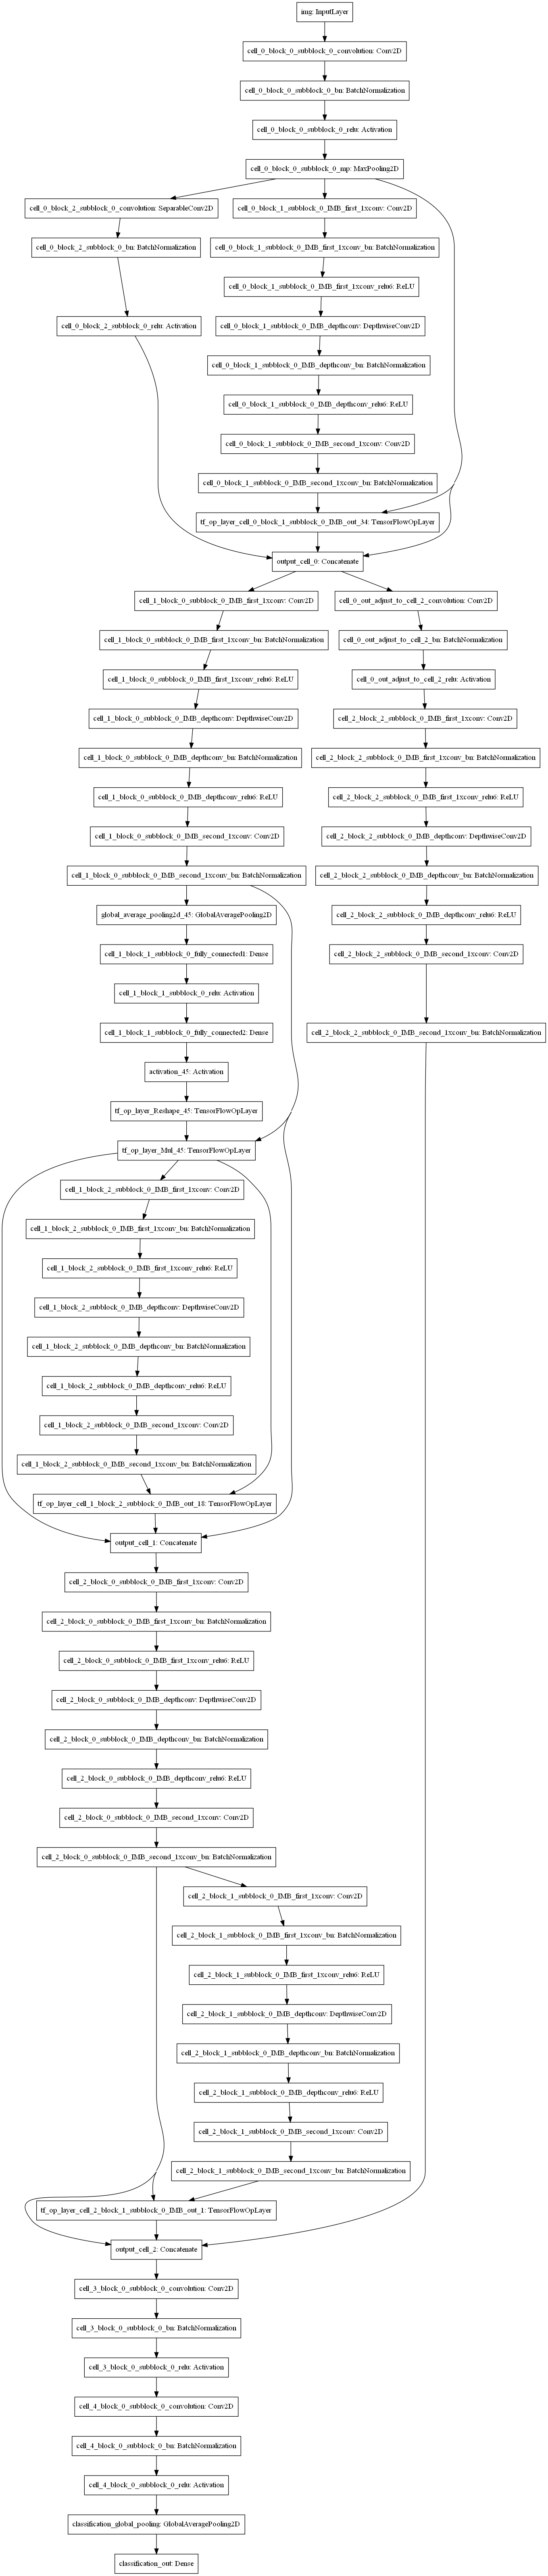 img: InputLayer
cell_0_block_0_subblock_0_convolution: Conv2D
cell_0_block_0_subblock_0_bn: BatchNormalization
cell_0_block_0_subblock_0_relu: Activation
cell_0_block_0_subblock_0_mp: MaxPooling2D
cell_0_block_2_subblock_0_convolution: SeparableConv2D
cell_0_block_1_subblock_0_IMB_first_1xconv: Conv2D
cell_0_block_2_subblock_0_bn: BatchNormalization
cell_0_block_1_subblock_0_IMB_first_1xconv_bn: BatchNormalization
cell_0_block_1_subblock_0_IMB_first_1xconv_relu6: ReLU
cell_0_block_2_subblock_0_relu: Activation
cell_0_block_1_subblock_0_IMB_depthconv: DepthwiseConv2D
cell_0_block_1_subblock_0_IMB_depthconv_bn: BatchNormalization
cell_0_block_1_subblock_0_IMB_depthconv_relu6: ReLU
cell_0_block_1_subblock_0_IMB_second_1xconv: Conv2D
cell_0_block_1_subblock_0_IMB_second_1xconv_bn: BatchNormalization
tf_op_layer_cell_0_block_1_subblock_0_IMB_out_34: TensorFlowOpLayer
output_cell_0: Concatenate
cell_1_block_0_subblock_0_IMB_first_1xconv: Conv2D
cell_0_out_adjust_to_cell_2_convolution: Conv2D
cell_1_block_0_subblock_0_IMB_first_1xconv_bn: BatchNormalization
cell_0_out_adjust_to_cell_2_bn: BatchNormalization
cell_1_block_0_subblock_0_IMB_first_1xconv_relu6: ReLU
cell_0_out_adjust_to_cell_2_relu: Activation
cell_1_block_0_subblock_0_IMB_depthconv: DepthwiseConv2D
cell_2_block_2_subblock_0_IMB_first_1xconv: Conv2D
cell_1_block_0_subblock_0_IMB_depthconv_bn: BatchNormalization
cell_2_block_2_subblock_0_IMB_first_1xconv_bn: BatchNormalization
cell_1_block_0_subblock_0_IMB_depthconv_relu6: ReLU
cell_2_block_2_subblock_0_IMB_first_1xconv_relu6: ReLU
cell_1_block_0_subblock_0_IMB_second_1xconv: Conv2D
cell_2_block_2_subblock_0_IMB_depthconv: DepthwiseConv2D
cell_1_block_0_subblock_0_IMB_second_1xconv_bn: BatchNormalization
cell_2_block_2_subblock_0_IMB_depthconv_bn: BatchNormalization
global_average_pooling2d_45: GlobalAveragePooling2D
cell_2_block_2_subblock_0_IMB_depthconv_relu6: ReLU
cell_1_block_1_subblock_0_fully_connected1: Dense
cell_2_block_2_subblock_0_IMB_second_1xconv: Conv2D
cell_1_block_1_subblock_0_relu: Activation
cell_1_block_1_subblock_0_fully_connected2: Dense
cell_2_block_2_subblock_0_IMB_second_1xconv_bn: BatchNormalization
activation_45: Activation
tf_op_layer_Reshape_45: TensorFlowOpLayer
tf_op_layer_Mul_45: TensorFlowOpLayer
cell_1_block_2_subblock_0_IMB_first_1xconv: Conv2D
cell_1_block_2_subblock_0_IMB_first_1xconv_bn: BatchNormalization
cell_1_block_2_subblock_0_IMB_first_1xconv_relu6: ReLU
cell_1_block_2_subblock_0_IMB_depthconv: DepthwiseConv2D
cell_1_block_2_subblock_0_IMB_depthconv_bn: BatchNormalization
cell_1_block_2_subblock_0_IMB_depthconv_relu6: ReLU
cell_1_block_2_subblock_0_IMB_second_1xconv: Conv2D
cell_1_block_2_subblock_0_IMB_second_1xconv_bn: BatchNormalization
tf_op_layer_cell_1_block_2_subblock_0_IMB_out_18: TensorFlowOpLayer
output_cell_1: Concatenate
cell_2_block_0_subblock_0_IMB_first_1xconv: Conv2D
cell_2_block_0_subblock_0_IMB_first_1xconv_bn: BatchNormalization
cell_2_block_0_subblock_0_IMB_first_1xconv_relu6: ReLU
cell_2_block_0_subblock_0_IMB_depthconv: DepthwiseConv2D
cell_2_block_0_subblock_0_IMB_depthconv_bn: BatchNormalization
cell_2_block_0_subblock_0_IMB_depthconv_relu6: ReLU
cell_2_block_0_subblock_0_IMB_second_1xconv: Conv2D
cell_2_block_0_subblock_0_IMB_second_1xconv_bn: BatchNormalization
cell_2_block_1_subblock_0_IMB_first_1xconv: Conv2D
cell_2_block_1_subblock_0_IMB_first_1xconv_bn: BatchNormalization
cell_2_block_1_subblock_0_IMB_first_1xconv_relu6: ReLU
cell_2_block_1_subblock_0_IMB_depthconv: DepthwiseConv2D
cell_2_block_1_subblock_0_IMB_depthconv_bn: BatchNormalization
cell_2_block_1_subblock_0_IMB_depthconv_relu6: ReLU
cell_2_block_1_subblock_0_IMB_second_1xconv: Conv2D
cell_2_block_1_subblock_0_IMB_second_1xconv_bn: BatchNormalization
tf_op_layer_cell_2_block_1_subblock_0_IMB_out_1: TensorFlowOpLayer
output_cell_2: Concatenate
cell_3_block_0_subblock_0_convolution: Conv2D
cell_3_block_0_subblock_0_bn: BatchNormalization
cell_3_block_0_subblock_0_relu: Activation
cell_4_block_0_subblock_0_convolution: Conv2D
cell_4_block_0_subblock_0_bn: BatchNormalization
cell_4_block_0_subblock_0_relu: Activation
classification_global_pooling: GlobalAveragePooling2D
classification_out: Dense